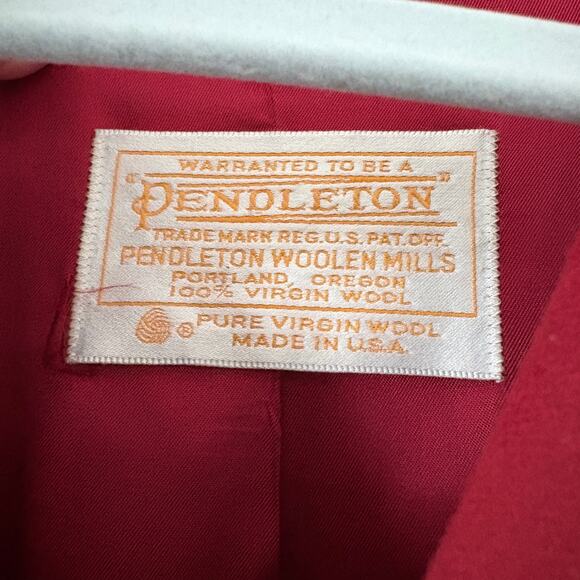 WARRANTED TO BE A
"PENDLETON"
TRADE MARK REG. U.S. PAT. OFF.
PENDLETON WOOLEN MILLS
PORTLAND, OREGON
100% VIRGIN WOOL
® PURE VIRGIN WOOL
MADE IN U.S.A.